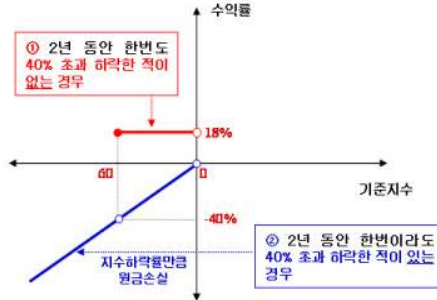 수익률
① 2년 동안 한번도
40% 초과 하락한 적이
없는 경우
18%
60
0
기준지수
-40%
② 2년 동안 한번이라도
40% 초과 하락한 적이 있는
경우
지수하락률만큼
원금손실